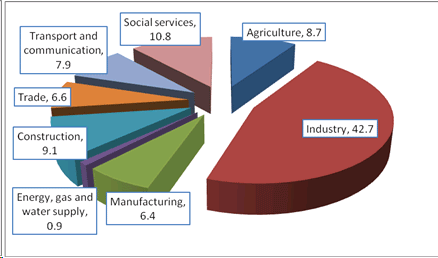 Social services,
10.8
Agriculture, 8.7
Transport and
communication,
7.9
Trade, 6.6
Industry, 42.7
Construction,
9.1
Energy, gas and
water supply,
0.9
Manufacturing,
6.4